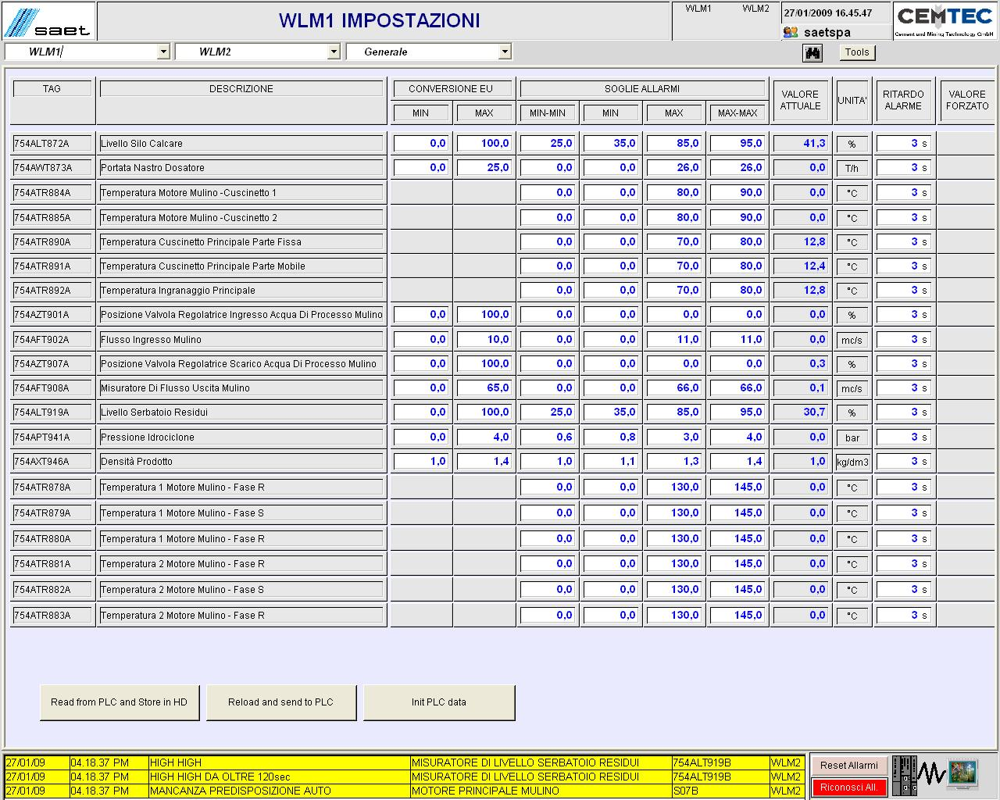 saet
WLM1 IMPOSTAZIONI
WLM1 WLM2
27/01/2009 16.45.47
saetspa
CEMTEC
Cement and Mining Technology GmbH
WLM1 WLM2 Generale Tools
TAG DESCRIZIONE CONVERSIONE EU SOGLIE ALLARMI VALORE ATTUALE UNITA' RITARDO ALARME VALORE FORZATO
MIN MAX MIN-MIN MIN MAX MAX-MAX
754ALT872A Livello Silo Calcare 0,0 100,0 25,0 35,0 85,0 95,0 41,3 % 3 s
754AWT873A Portata Nastro Dosatore 0,0 25,0 0,0 0,0 26,0 26,0 0,0 T/h 3 s
754ATR884A Temperatura Motore Mulino -Cuscinetto 1 0,0 0,0 80,0 90,0 0,0 °C 3 s
754ATR885A Temperatura Motore Mulino -Cuscinetto 2 0,0 0,0 80,0 90,0 0,0 °C 3 s
754ATR890A Temperatura Cuscinetto Principale Parte Fissa 0,0 0,0 70,0 80,0 12,8 °C 3 s
754ATR891A Temperatura Cuscinetto Principale Parte Mobile 0,0 0,0 70,0 80,0 12,4 °C 3 s
754ATR892A Temperatura Ingranaggio Principale 0,0 0,0 70,0 80,0 12,8 °C 3 s
754AZT901A Posizione Valvola Regolatrice Ingresso Acqua Di Processo Mulino 0,0 100,0 0,0 0,0 0,0 0,0 0,0 % 3 s
754AFT902A Flusso Ingresso Mulino 0,0 10,0 0,0 0,0 11,0 11,0 0,0 mc/s 3 s
754AZT907A Posizione Valvola Regolatrice Scarico Acqua Di Processo Mulino 0,0 100,0 0,0 0,0 0,0 0,0 0,3 % 3 s
754AFT908A Misuratore Di Flusso Uscita Mulino 0,0 65,0 0,0 0,0 66,0 66,0 0,1 mc/s 3 s
754ALT919A Livello Serbatoio Residui 0,0 100,0 25,0 35,0 85,0 95,0 30,7 % 3 s
754APT941A Pressione Idrociclone 0,0 4,0 0,6 0,8 3,0 4,0 0,0 bar 3 s
754AXT946A Densità Prodotto 1,0 1,4 1,0 1,1 1,3 1,4 1,0 kg/dm3 3 s
754ATR878A Temperatura 1 Motore Mulino - Fase R 0,0 0,0 130,0 145,0 0,0 °C 3 s
754ATR879A Temperatura 1 Motore Mulino - Fase S 0,0 0,0 130,0 145,0 0,0 °C 3 s
754ATR880A Temperatura 1 Motore Mulino - Fase R 0,0 0,0 130,0 145,0 0,0 °C 3 s
754ATR881A Temperatura 2 Motore Mulino - Fase R 0,0 0,0 130,0 145,0 0,0 °C 3 s
754ATR882A Temperatura 2 Motore Mulino - Fase S 0,0 0,0 130,0 145,0 0,0 °C 3 s
754ATR883A Temperatura 2 Motore Mulino - Fase R 0,0 0,0 130,0 145,0 0,0 °C 3 s
Read from PLC and Store in HD Reload and send to PLC Init PLC data
27/01/09 04.18.37 PM HIGH HIGH MISURATORE DI LIVELLO SERBATOIO RESIDUI 754ALT919B WLM2
27/01/09 04.18.37 PM HIGH HIGH DA OLTRE 120sec MISURATORE DI LIVELLO SERBATOIO RESIDUI 754ALT919B WLM2
27/01/09 04.18.37 PM MANCANZA PREDISPOSIZIONE AUTO MOTORE PRINCIPALE MULINO S07B WLM2
Reset Allarmi
Riconosci All.